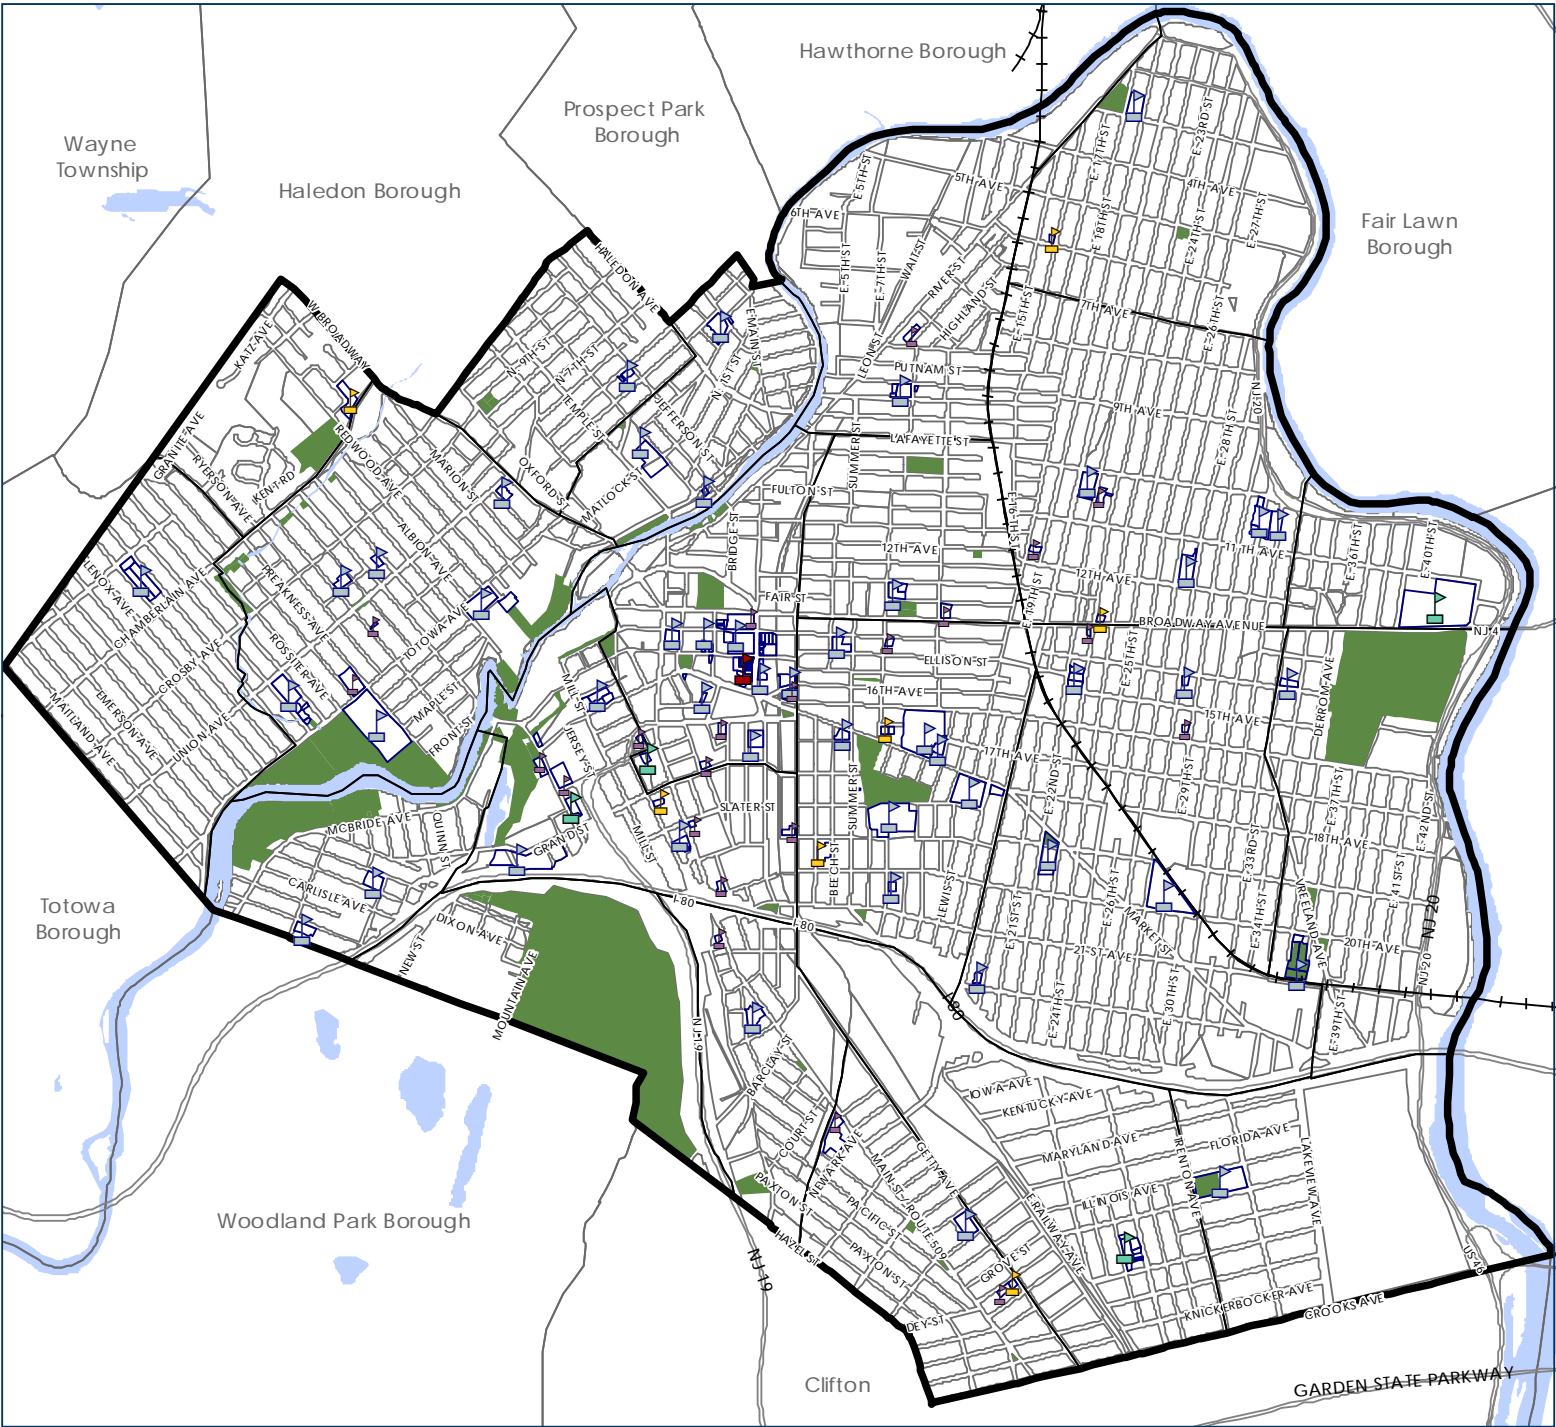 Hawthorne Borough
Prospect Park
Borough
Wayne
Township
Haledon Borough
Fair Lawn
Borough
Totowa
Borough
Woodland Park Borough
Clifton
GARDEN STATE PARKWAY
E 5TH ST
6TH AVE
5TH AVE
E 17TH ST
E 23RD ST
4TH AVE
E 18TH ST
E 24TH ST
E 27TH ST
E 5TH ST
E 7TH ST
WAIT ST
RIVER ST
HIGHLAND ST
E 15TH ST
7TH AVE
E 26TH ST
HALEDON AVE
W BROADWAY
KATZ AVE
N 9TH ST
N 7TH ST
E MAIN ST
N 1ST ST
LEON ST
PUTNAM ST
NJ 20
9TH AVE
E 28TH ST
TEMPLE ST
JEFFERSON ST
SUMMER ST
LAFAYETTE ST
GRANITE AVE
RYERSON AVE
KENT RD
REDWOOD AVE
MARION ST
OXFORD ST
MATLOCK ST
FULTON ST
E 16TH ST
BRIDGE ST
12TH AVE
11TH AVE
E 36TH ST
E 40TH ST
ALBION AVE
12TH AVE
LENOX AVE
CHAMBERLAIN AVE
PREAKNESS AVE
FAIR ST
E 19TH ST
BROADWAY AVENUE
NJ 4
TOTOWA AVE
ROSSITER AVE
CROSBY AVE
ELLISON ST
E 25TH ST
16TH AVE
15TH AVE
DERROM AVE
MAITLAND AVE
EMERSON AVE
UNION AVE
MAPLE ST
FRONT ST
MILL ST
JERSEY ST
17TH AVE
E 22ND ST
E 29TH ST
E 37TH ST
E 42ND ST
SLATER ST
SUMMER ST
18TH AVE
MCBRIDE AVE
QUINN ST
GRAND ST
MILL ST
BEECH ST
E 33RD ST
CARLISLE AVE
DIXON AVE
NEW ST
MOUNTAIN AVE
I-80
I-80
I-80
LEWIS ST
E 21ST ST
E 26TH ST
MARKET ST
21ST AVE
E 34TH ST
VREELAND AVE
E 41ST ST
20TH AVE
NJ 20
NJ 20
E 24TH ST
E 30TH ST
E 39TH ST
NJ 19
BARCLAY ST
COURT ST
NEWARK AVE
PAXTON ST
HAZEL ST
NJ 19
IOWA AVE
KENTUCKY AVE
MARYLAND AVE
FLORIDA AVE
ILLINOIS AVE
TRENTON AVE
LAKEVIEW AVE
GETTY AVE
MAIN ST / ROUTE 509
PACIFIC ST
PAXTON ST
E RAILWAY AVE
GROVE ST
DEY ST
KNICKERBOCKER AVE
CROOKS AVE
US 46